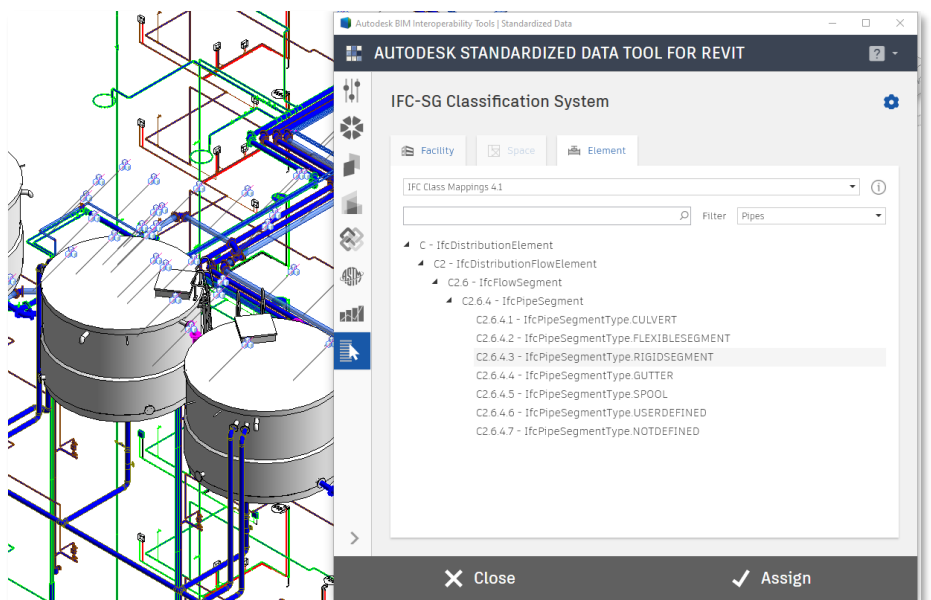 Autodesk BIM Interoperability Tools | Standardized Data
AUTODESK STANDARDIZED DATA TOOL FOR REVIT
?
IFC-SG Classification System
Facility
Space
Element
IFC Class Mappings 4.1
Filter
Pipes
C - IfcDistributionElement
C2 - IfcDistributionFlowElement
C2.6 - IfcFlowSegment
C2.6.4 - IfcPipeSegment
C2.6.4.1 - IfcPipeSegmentType.CULVERT
C2.6.4.2 - IfcPipeSegmentType.FLEXIBLESEGMENT
C2.6.4.3 - IfcPipeSegmentType.RIGIDSEGMENT
C2.6.4.4 - IfcPipeSegmentType.GUTTER
C2.6.4.5 - IfcPipeSegmentType.SPOOL
C2.6.4.6 - IfcPipeSegmentType.USERDEFINED
C2.6.4.7 - IfcPipeSegmentType.NOTDEFINED
Close
Assign